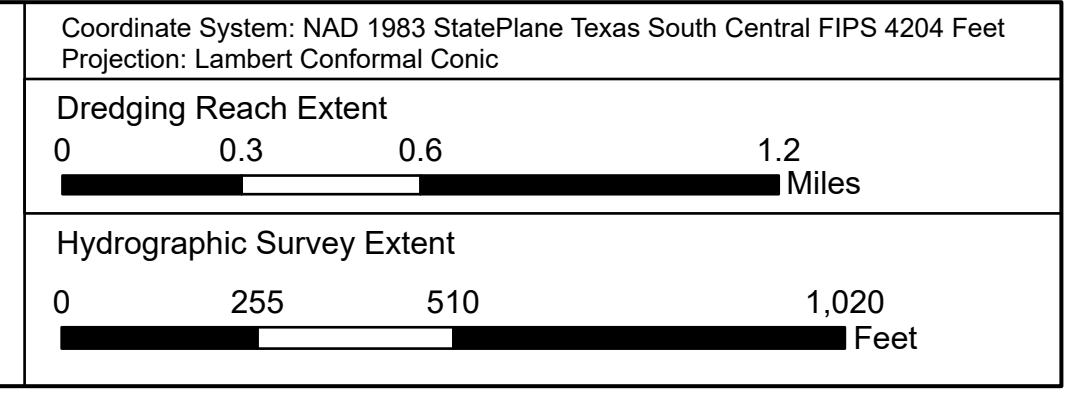 Coordinate System: NAD 1983 StatePlane Texas South Central FIPS 4204 Feet
Projection: Lambert Conformal Conic
Dredging Reach Extent
0 0.3 0.6 1.2
Miles
Hydrographic Survey Extent
0 255 510 1,020
Feet